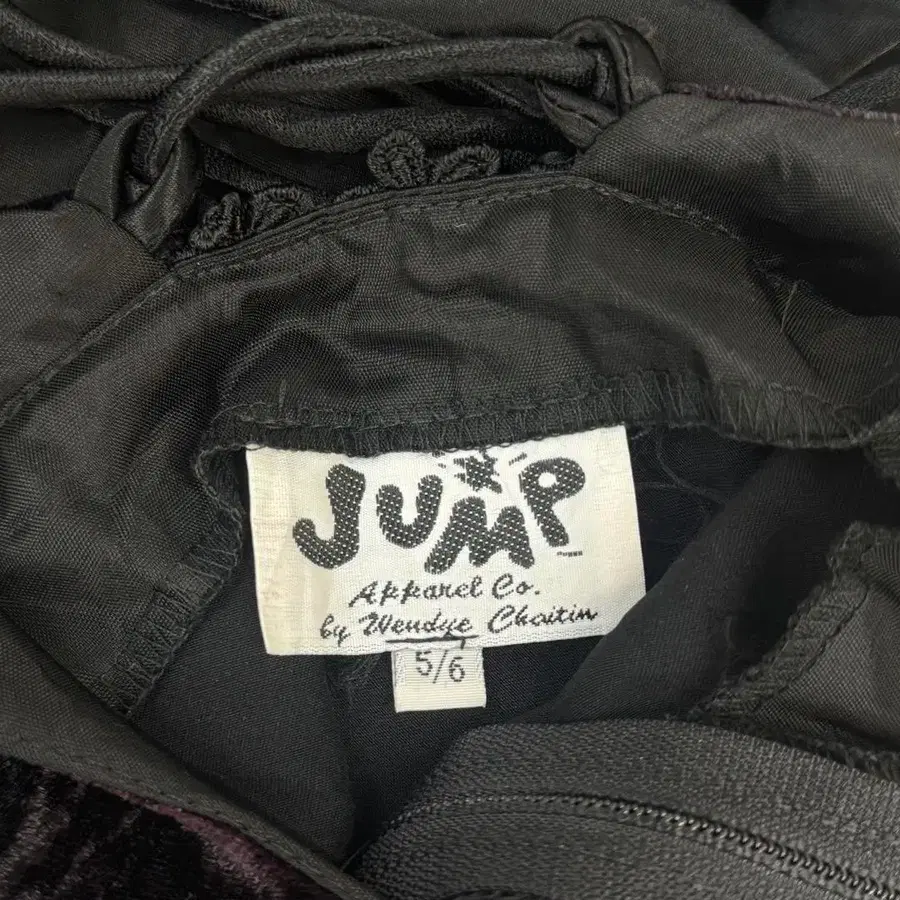 JUMP
Apparel Co.
by Wendye Chaitin
5/6